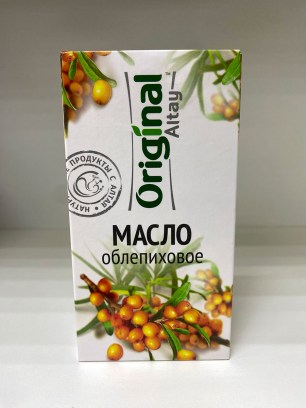 Original
Altay
НАТУРАЛЬНЫЕ ПРОДУКТЫ С АЛТАЯ
МАСЛО
облепиховое